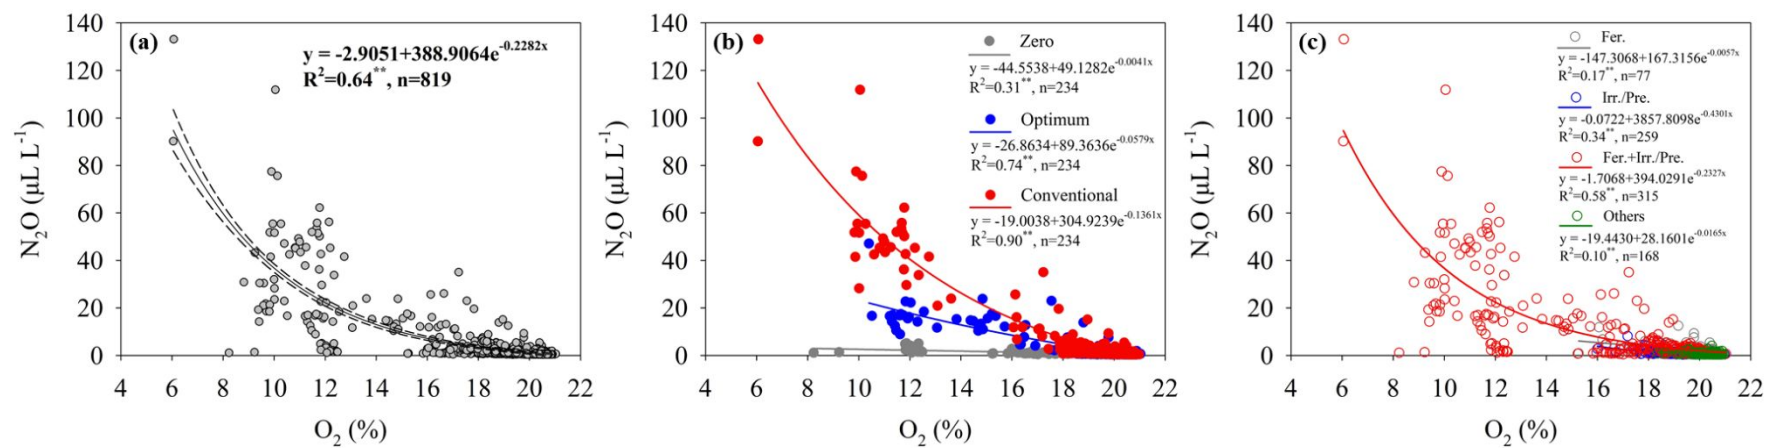 (a)
y = -2.9051+388.9064e^-0.2282x
R²=0.64**, n=819
140
120
100
80
60
40
20
0
N₂O (µL L⁻¹)
4 6 8 10 12 14 16 18 20 22
O₂ (%)
(b)
Zero
y = -44.5538+49.1282e^-0.0041x
R²=0.31**, n=234
Optimum
y = -26.8634+89.3636e^-0.0579x
R²=0.74**, n=234
Conventional
y = -19.0038+304.9239e^-0.1361x
R²=0.90**, n=234
140
120
100
80
60
40
20
0
N₂O (µL L⁻¹)
4 6 8 10 12 14 16 18 20 22
O₂ (%)
(c)
Fer.
y = -147.3068+167.3156e^-0.0057x
R²=0.17**, n=77
Irr./Pre.
y = -0.0722+3857.8098e^-0.4301x
R²=0.34**, n=259
Fer.+Irr./Pre.
y = -1.7068+394.0291e^-0.2327x
R²=0.58**, n=315
Others
y = -19.4430+28.1601e^-0.0165x
R²=0.10**, n=168
140
120
100
80
60
40
20
0
N₂O (µL L⁻¹)
4 6 8 10 12 14 16 18 20 22
O₂ (%)